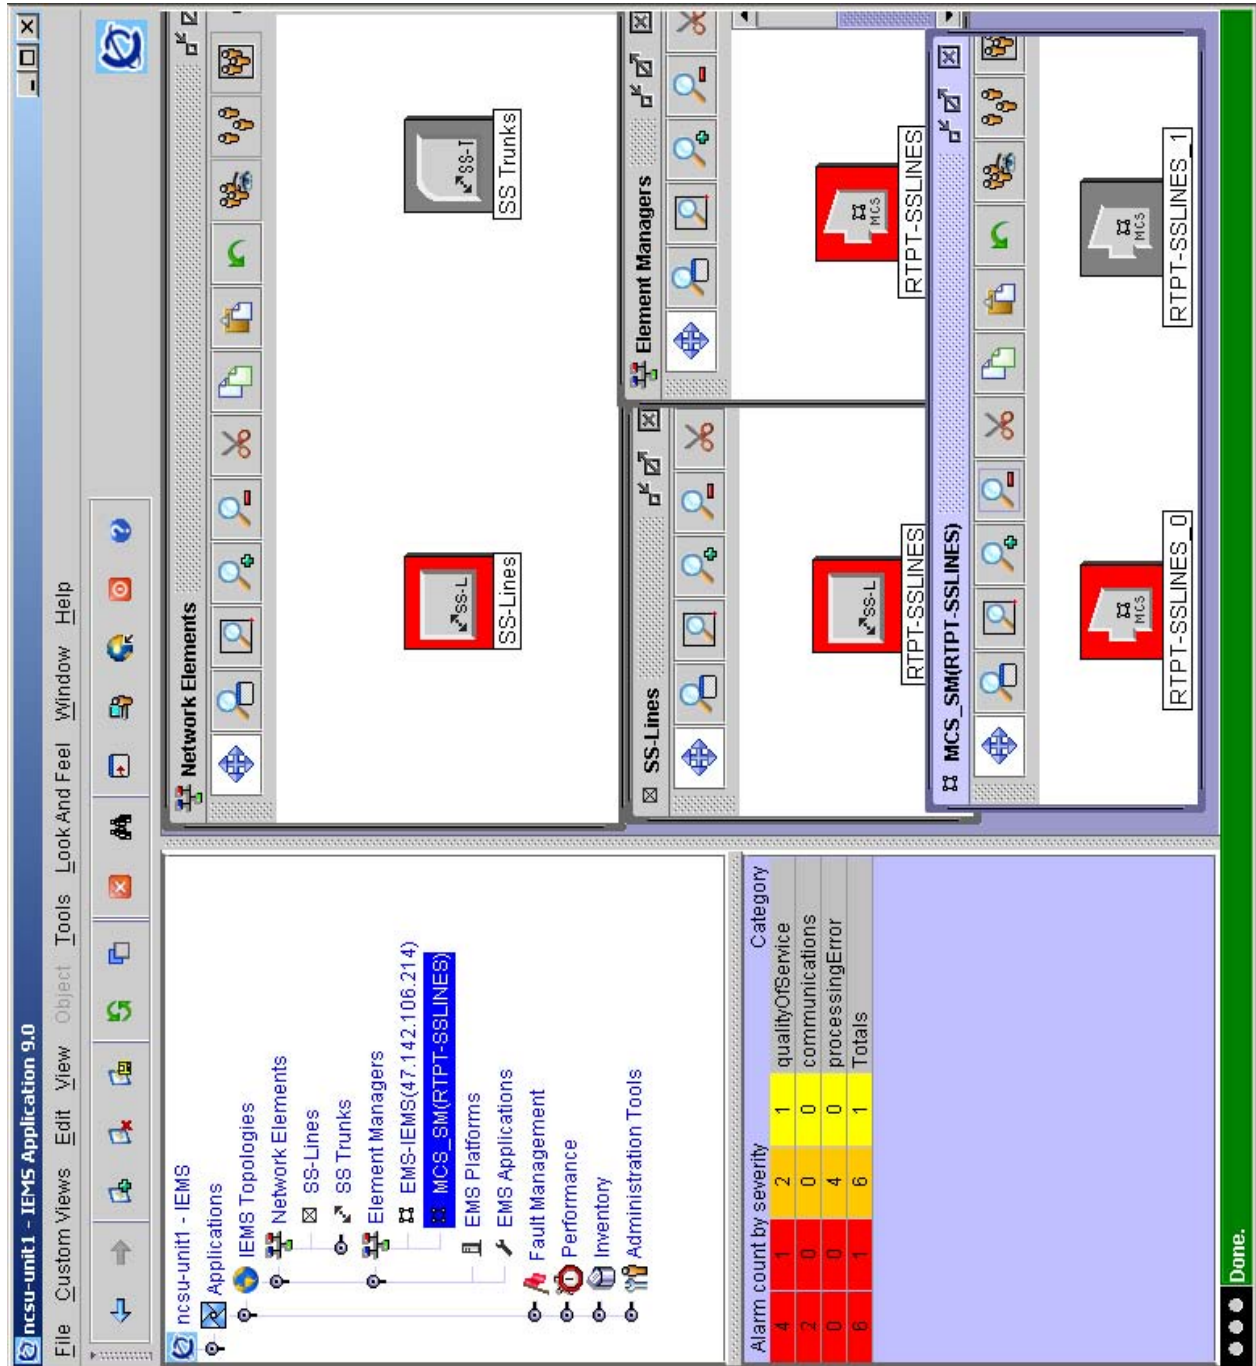 ncsu-unit1 - IEMS Application 9.0
File Custom Views Edit View Object Tools Look And Feel Window Help
ncsu-unit1 - IEMS
Applications
IEMS Topologies
Network Elements
SS-Lines
SS Trunks
Element Managers
EMS-IEMS(47.142.106.214)
MCS_SM(RTPT-SSLINES)
EMS Platforms
EMS Applications
Fault Management
Performance
Inventory
Administration Tools
Alarm count by severity Category
4 1 2 1 qualityOfService
2 0 0 0 communications
0 0 4 0 processingError
6 1 6 1 Totals
Network Elements
SS-L
SS-Lines
SS-T
SS Trunks
SS-Lines
SS-L
RTPT-SSLINES
Element Managers
MCS
RTPT-SSLINES
MCS_SM(RTPT-SSLINES)
MCS
RTPT-SSLINES_0
MCS
RTPT-SSLINES_1
Done.